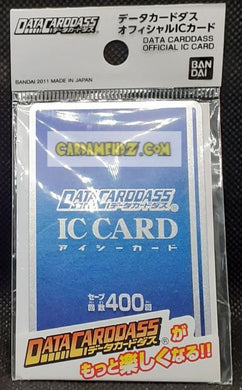 DATA CARDDASS
データカードダス
データカードダス
オフィシャルICカード
DATA CARDDASS
OFFICIAL IC CARD
BANDAI 2011 MADE IN JAPAN
BAN
DAI
CARDAMEHDZ.COM
DATA CARDDASS®
データカードダス
IC CARD
アイシーカード
セーブ回数400回
DATA CARDDASS®が
データカードダス
もっと楽しくなる!!